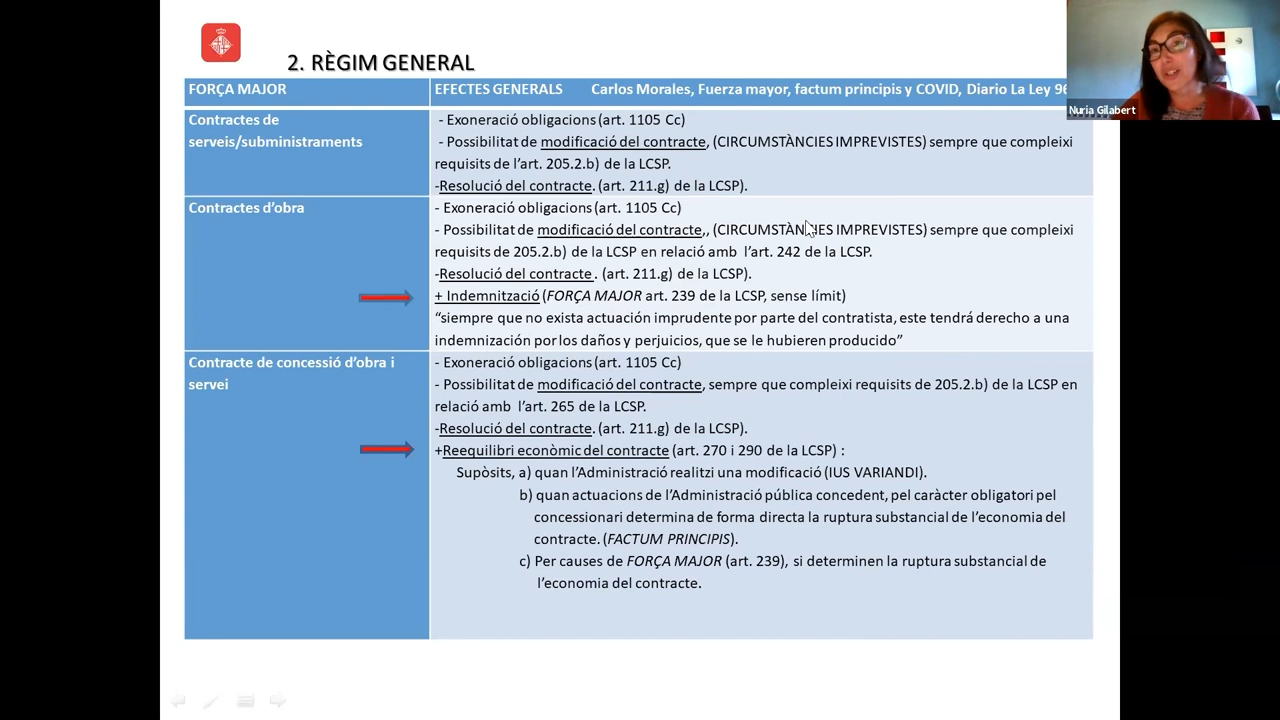 2. RÈGIM GENERAL
Nuria Gilabert
FORÇA MAJOR
EFECTES GENERALS Carlos Morales, Fuerza mayor, factum principis y COVID, Diario La Ley
Contractes de
serveis/subministraments
- Exoneració obligacions (art. 1105 Cc)
- Possibilitat de modificació del contracte, (CIRCUMSTÀNCIES IMPREVISTES) sempre que compleixi
requisits de l'art. 205.2.b) de la LCSP.
-Resolució del contracte. (art. 211.g) de la LCSP).
Contractes d'obra
- Exoneració obligacions (art. 1105 Cc)
- Possibilitat de modificació del contracte,, (CIRCUMSTÀNCIES IMPREVISTES) sempre que compleixi
requisits de 205.2.b) de la LCSP en relació amb l'art. 242 de la LCSP.
-Resolució del contracte . (art. 211.g) de la LCSP).
+ Indemnització (FORÇA MAJOR art. 239 de la LCSP, sense límit)
“siempre que no exista actuación imprudente por parte del contratista, este tendrá derecho a una
indemnización por los daños y perjuicios, que se le hubieren producido”
Contracte de concessió d'obra i
servei
- Exoneració obligacions (art. 1105 Cc)
- Possibilitat de modificació del contracte, sempre que compleixi requisits de 205.2.b) de la LCSP en
relació amb l'art. 265 de la LCSP.
-Resolució del contracte. (art. 211.g) de la LCSP).
+Reequilibri econòmic del contracte (art. 270 i 290 de la LCSP) :
Supòsits, a) quan l'Administració realitzi una modificació (IUS VARIANDI).
b) quan actuacions de l'Administració pública concedent, pel caràcter obligatori pel
concessionari determina de forma directa la ruptura substancial de l'economia del
contracte. (FACTUM PRINCIPIS).
c) Per causes de FORÇA MAJOR (art. 239), si determinen la ruptura substancial de
l'economia del contracte.